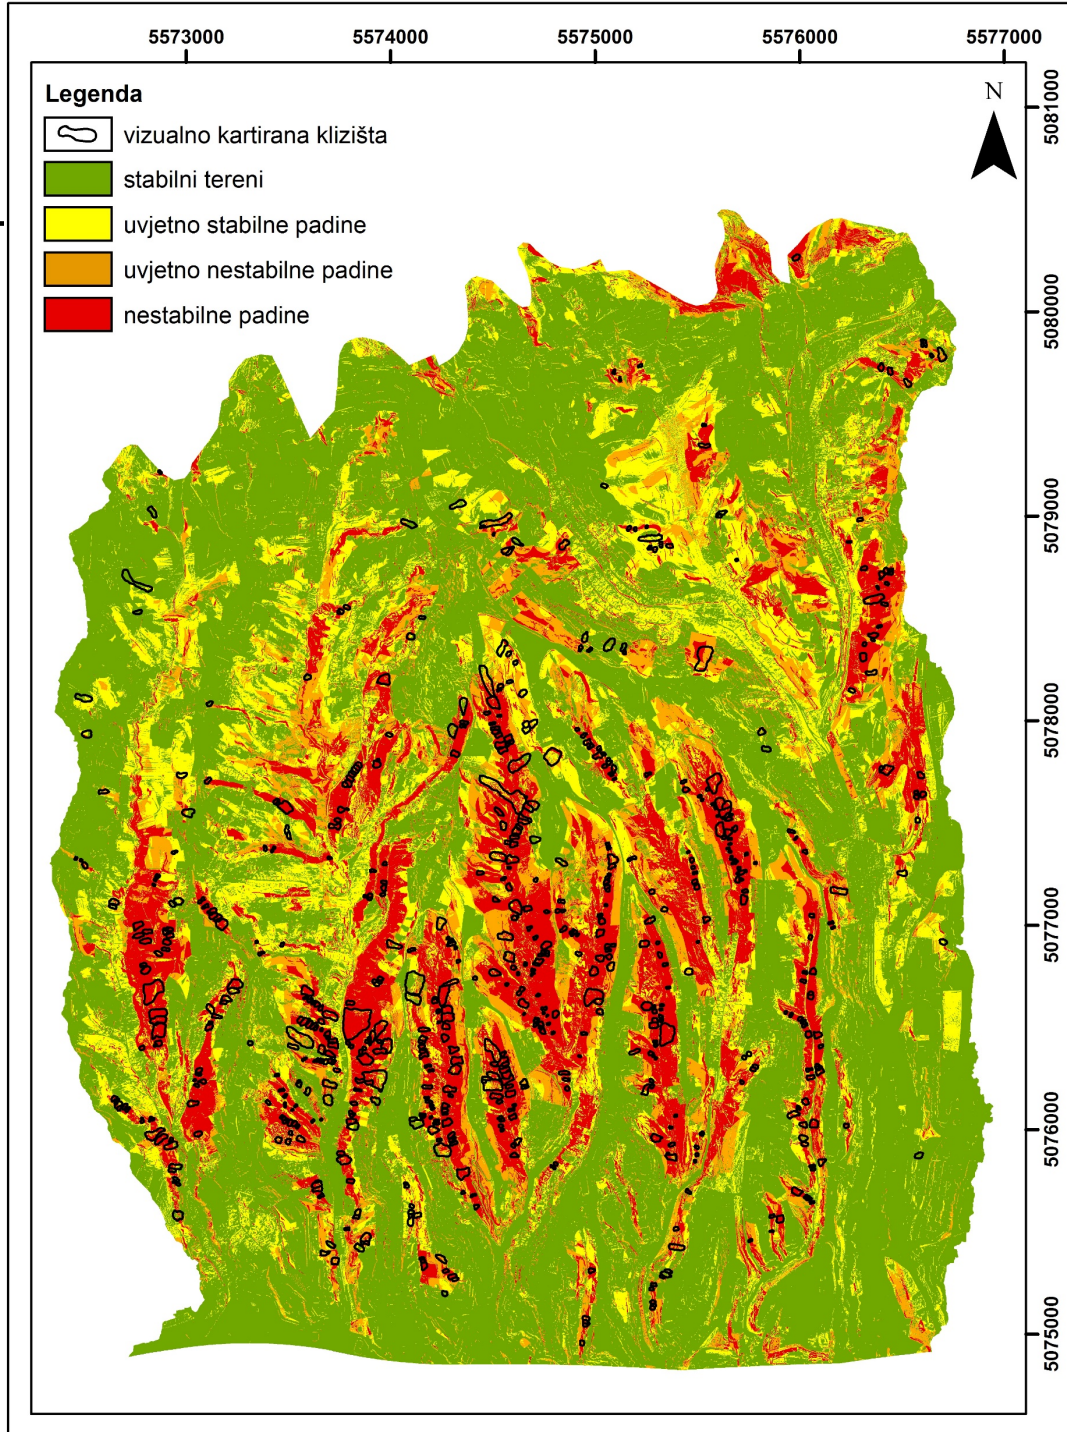 5573000 5574000 5575000 5576000 5577000
Legenda
vizualno kartirana klizišta
stabilni tereni
uvjetno stabilne padine
uvjetno nestabilne padine
nestabilne padine
N
5081000
5080000
5079000
5078000
5077000
5076000
5075000